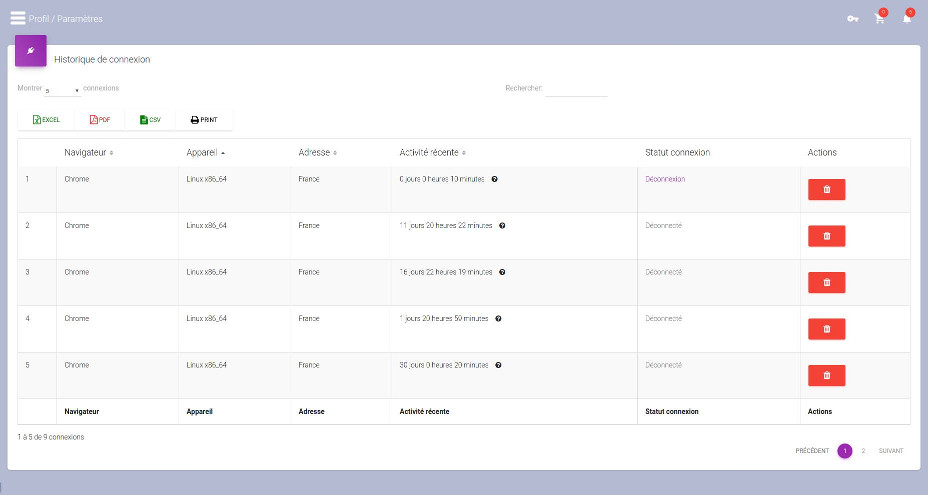 Profil / Paramètres
0
0
Historique de connexion
Montrer 5 connexions
Rechercher:
EXCEL PDF CSV PRINT
Navigateur Appareil Adresse Activité récente Statut connexion Actions
1 Chrome Linux x86_64 France 0 jours 0 heures 10 minutes Déconnexion
2 Chrome Linux x86_64 France 11 jours 20 heures 22 minutes Déconnecté
3 Chrome Linux x86_64 France 16 jours 22 heures 19 minutes Déconnecté
4 Chrome Linux x86_64 France 1 jours 20 heures 59 minutes Déconnecté
5 Chrome Linux x86_64 France 30 jours 0 heures 20 minutes Déconnecté
Navigateur Appareil Adresse Activité récente Statut connexion Actions
1 à 5 de 9 connexions
PRÉCÉDENT 1 2 SUIVANT